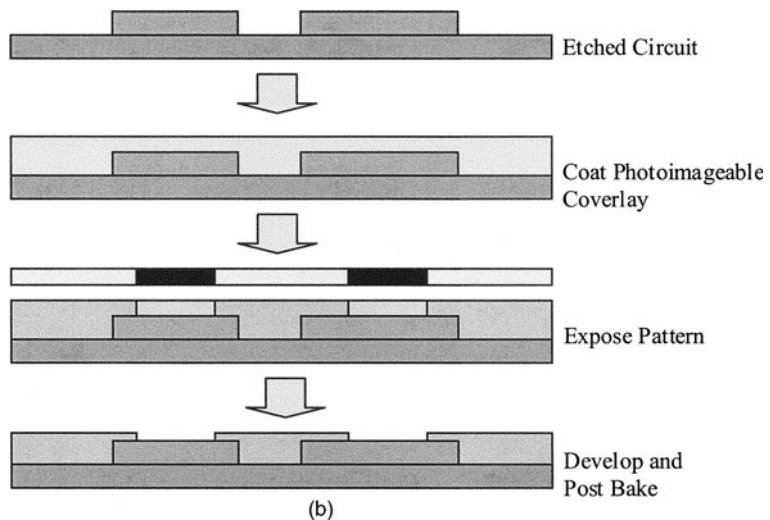 Etched Circuit
Coat Photoimageable
Coverlay
Expose Pattern
Develop and
Post Bake
(b)